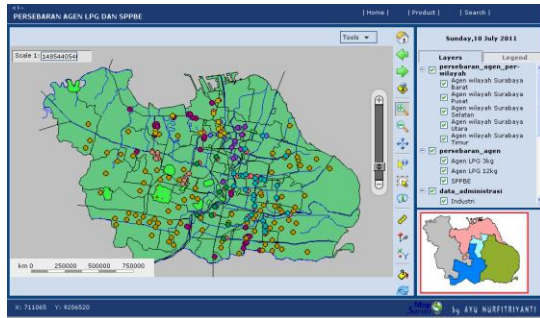 PERSEBARAN AGEN LPG DAN SPPBE
| Home |
| Product |
| Search |
Tools
Scale 1:
Sunday,10 July 2011
Layers
Legend
persebaran_agen_per-
wilayah
Agen wilayah Surabaya
Barat
Agen wilayah Surabaya
Pusat
Agen wilayah Surabaya
Selatan
Agen wilayah Surabaya
Utara
Agen wilayah Surabaya
Timur
persebaran_agen
Agen LPG 3kg
Agen LPG 12kg
SPPBE
data_administrasi
Industri
km 0 250000 500000 750000
X: 711065 Y: 9206520
by AYU NURFITRIYANTI